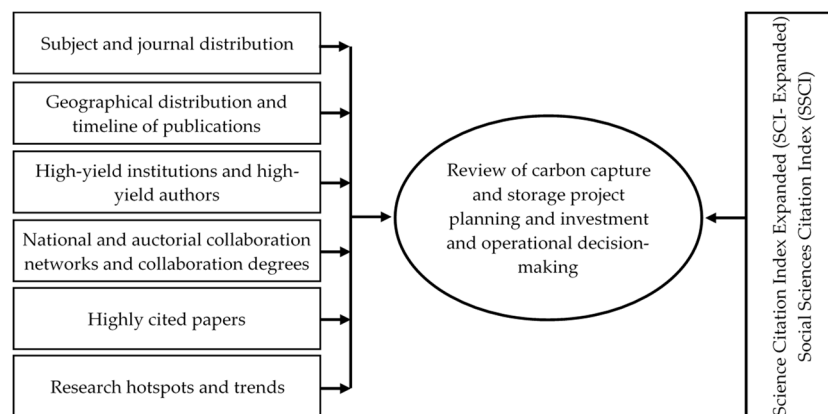 Subject and journal distribution
Geographical distribution and
timeline of publications
High-yield institutions and high-
yield authors
National and auctorial collaboration
networks and collaboration degrees
Highly cited papers
Research hotspots and trends
Review of carbon capture
and storage project
planning and investment
and operational decision-
making
Science Citation Index Expanded (SCI- Expanded)
Social Sciences Citation Index (SSCI)